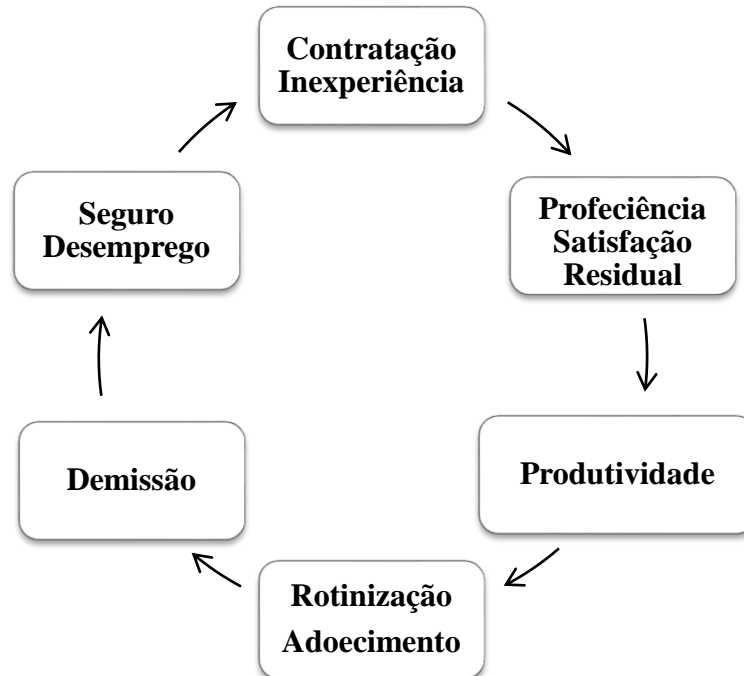 Contratação
Inexperiência
Profeciência
Satisfação
Residual
Produtividade
Rotinização
Adoecimento
Demissão
Seguro
Desemprego